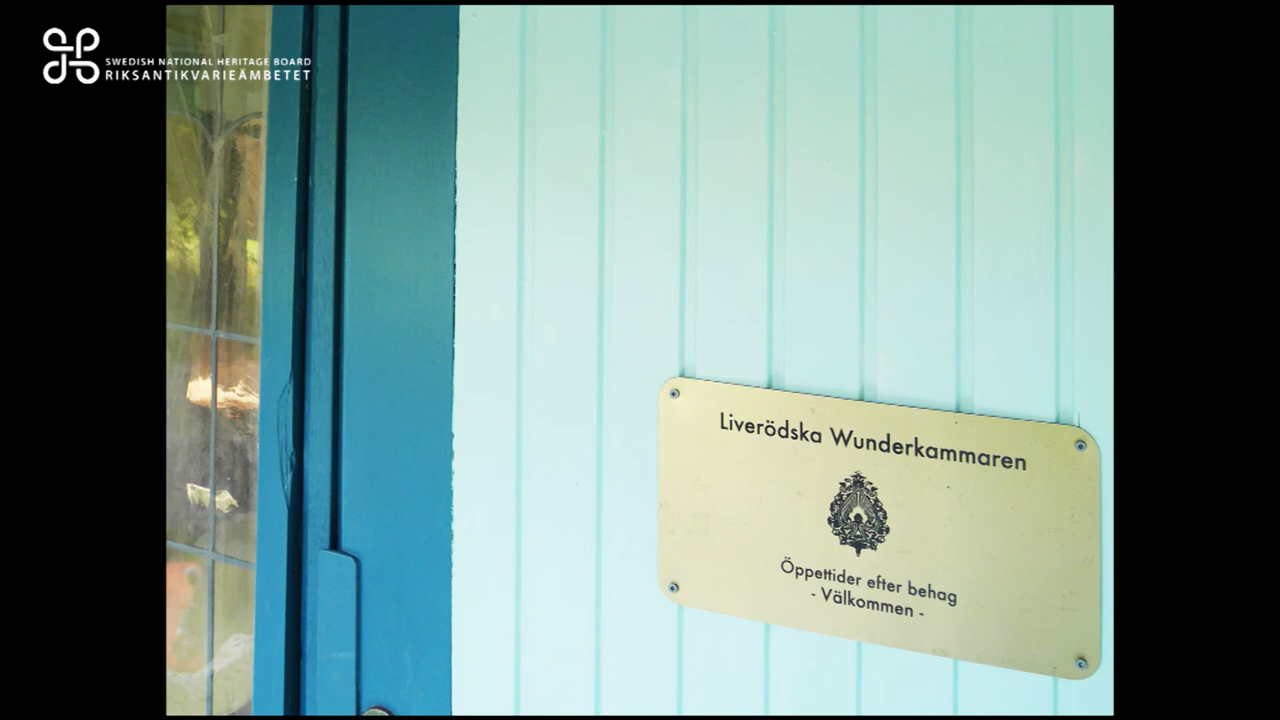 SWEDISH NATIONAL HERITAGE BOARD
RIKSANTIKVARIEÄMBETET
Liverödska Wunderkammaren
Öppettider efter behag
- Välkommen -